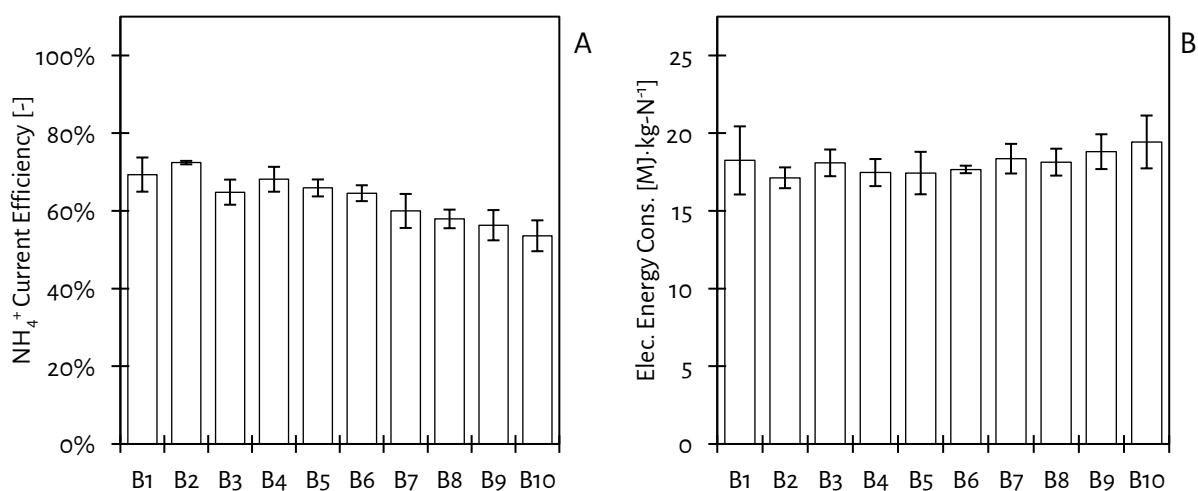 A
NH₄⁺ Current Efficiency [-]
100%
80%
60%
40%
20%
0%
B1 B2 B3 B4 B5 B6 B7 B8 B9 B10
B
Elec. Energy Cons. [MJ·kg-N⁻¹]
25
20
15
10
5
0
B1 B2 B3 B4 B5 B6 B7 B8 B9 B10